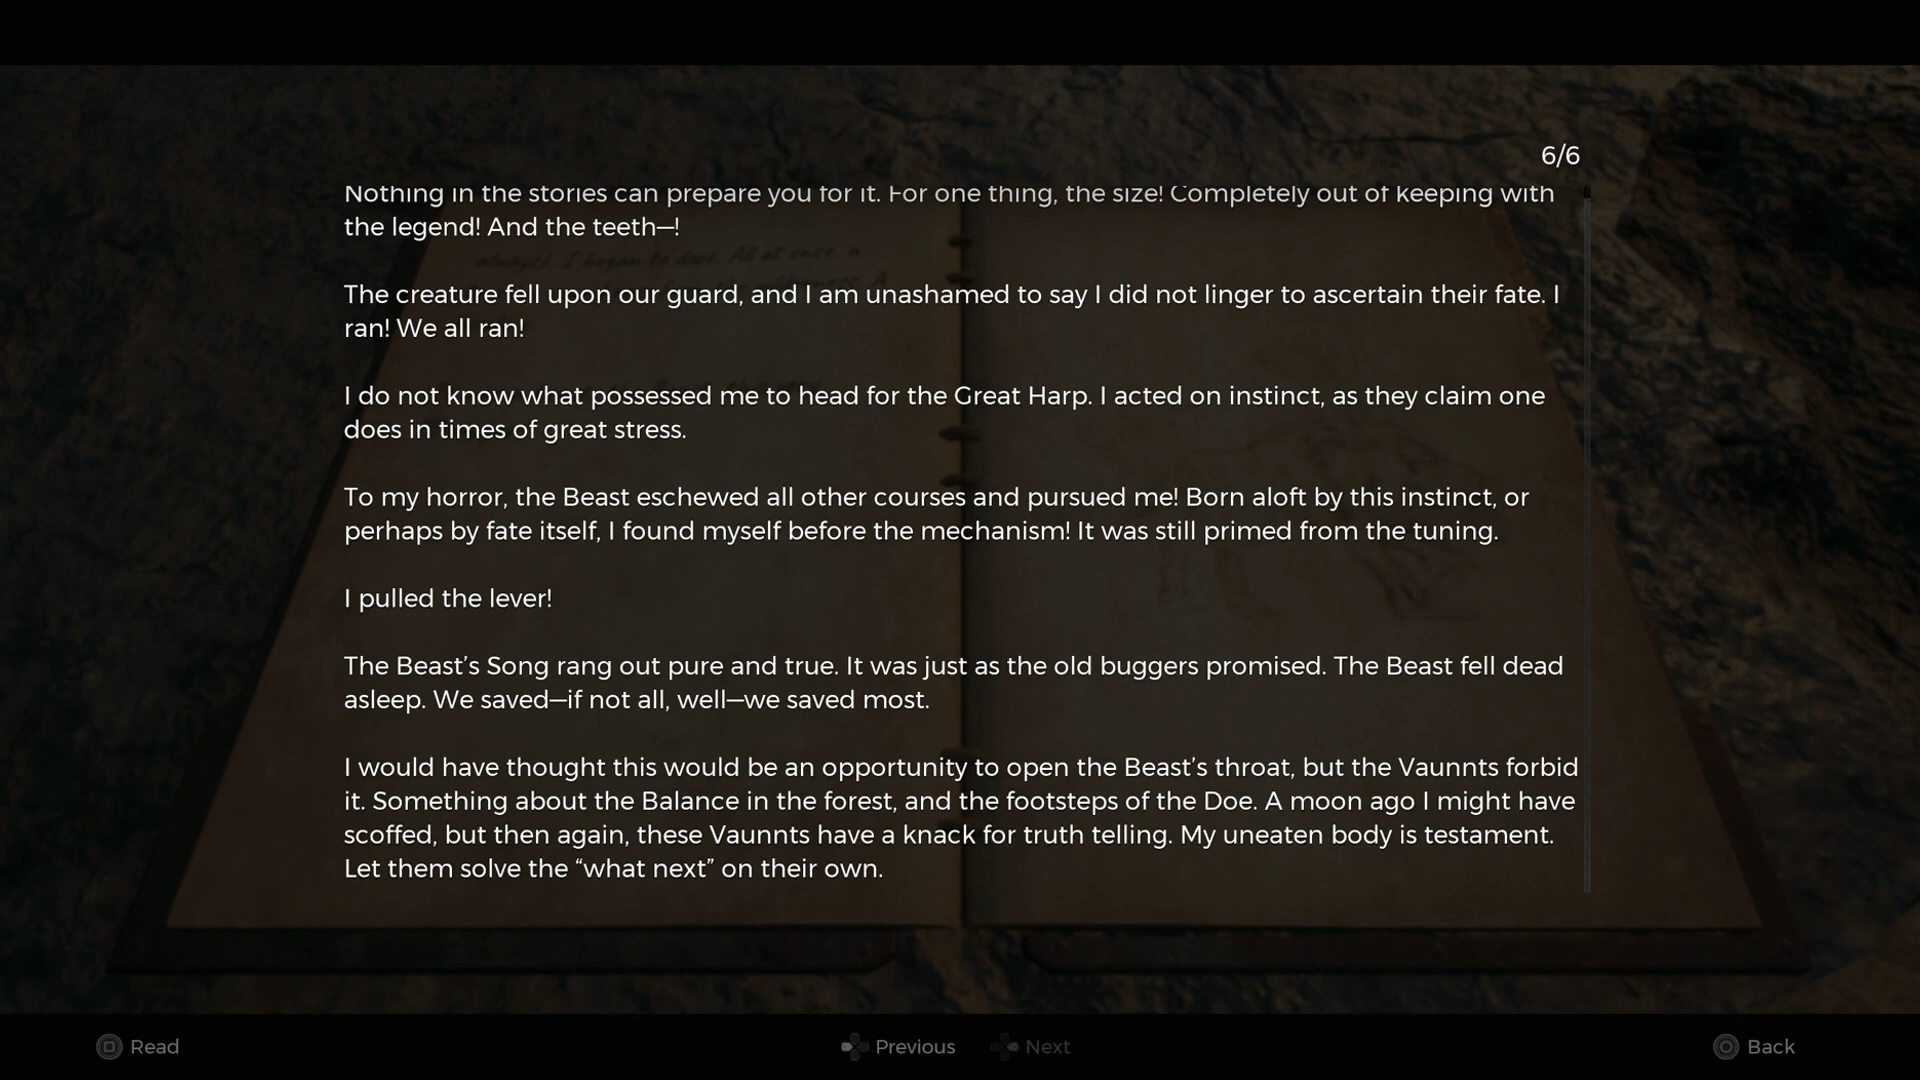 6/6
Nothing in the stories can prepare you for it. For one thing, the size! Completely out of keeping with
the legend! And the teeth—!
The creature fell upon our guard, and I am unashamed to say I did not linger to ascertain their fate. I
ran! We all ran!
I do not know what possessed me to head for the Great Harp. I acted on instinct, as they claim one
does in times of great stress.
To my horror, the Beast eschewed all other courses and pursued me! Born aloft by this instinct, or
perhaps by fate itself, I found myself before the mechanism! It was still primed from the tuning.
I pulled the lever!
The Beast’s Song rang out pure and true. It was just as the old buggers promised. The Beast fell dead
asleep. We saved—if not all, well—we saved most.
I would have thought this would be an opportunity to open the Beast’s throat, but the Vaunnts forbid
it. Something about the Balance in the forest, and the footsteps of the Doe. A moon ago I might have
scoffed, but then again, these Vaunnts have a knack for truth telling. My uneaten body is testament.
Let them solve the “what next” on their own.
always!. I began to doze. All at once, a
Read
Previous
Next
Back